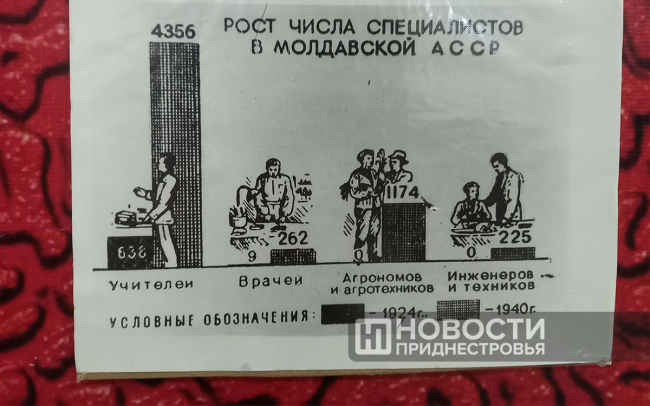 РОСТ ЧИСЛА СПЕЦИАЛИСТОВ
В МОЛДАВСКОЙ АССР
4356
638
9
262
0
1174
0
225
Учителей
Врачей
Агрономов
и агротехников
Инженеров
и техников
УСЛОВНЫЕ ОБОЗНАЧЕНИЯ: -1924г. -1940г.
НОВОСТИ
ПРИДНЕСТРОВЬЯ